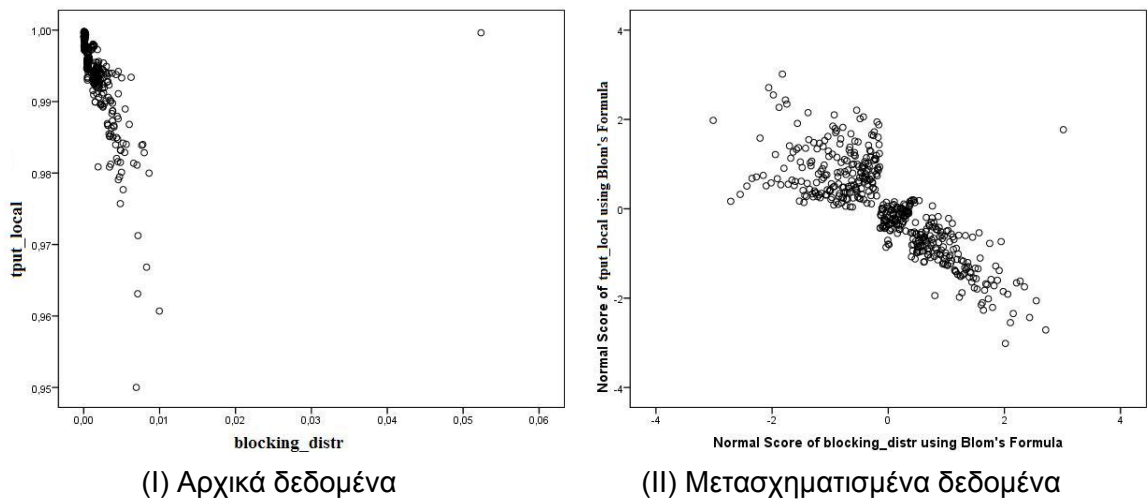 1,00
0,99
0,98
0,97
0,96
0,95
tput_local
0,00 0,01 0,02 0,03 0,04 0,05 0,06
blocking_distr
(I) Αρχικά δεδομένα
4
2
0
-2
-4
Normal Score of tput_local using Blom's Formula
-4 -2 0 2 4
Normal Score of blocking_distr using Blom's Formula
(II) Μετασχηματισμένα δεδομένα